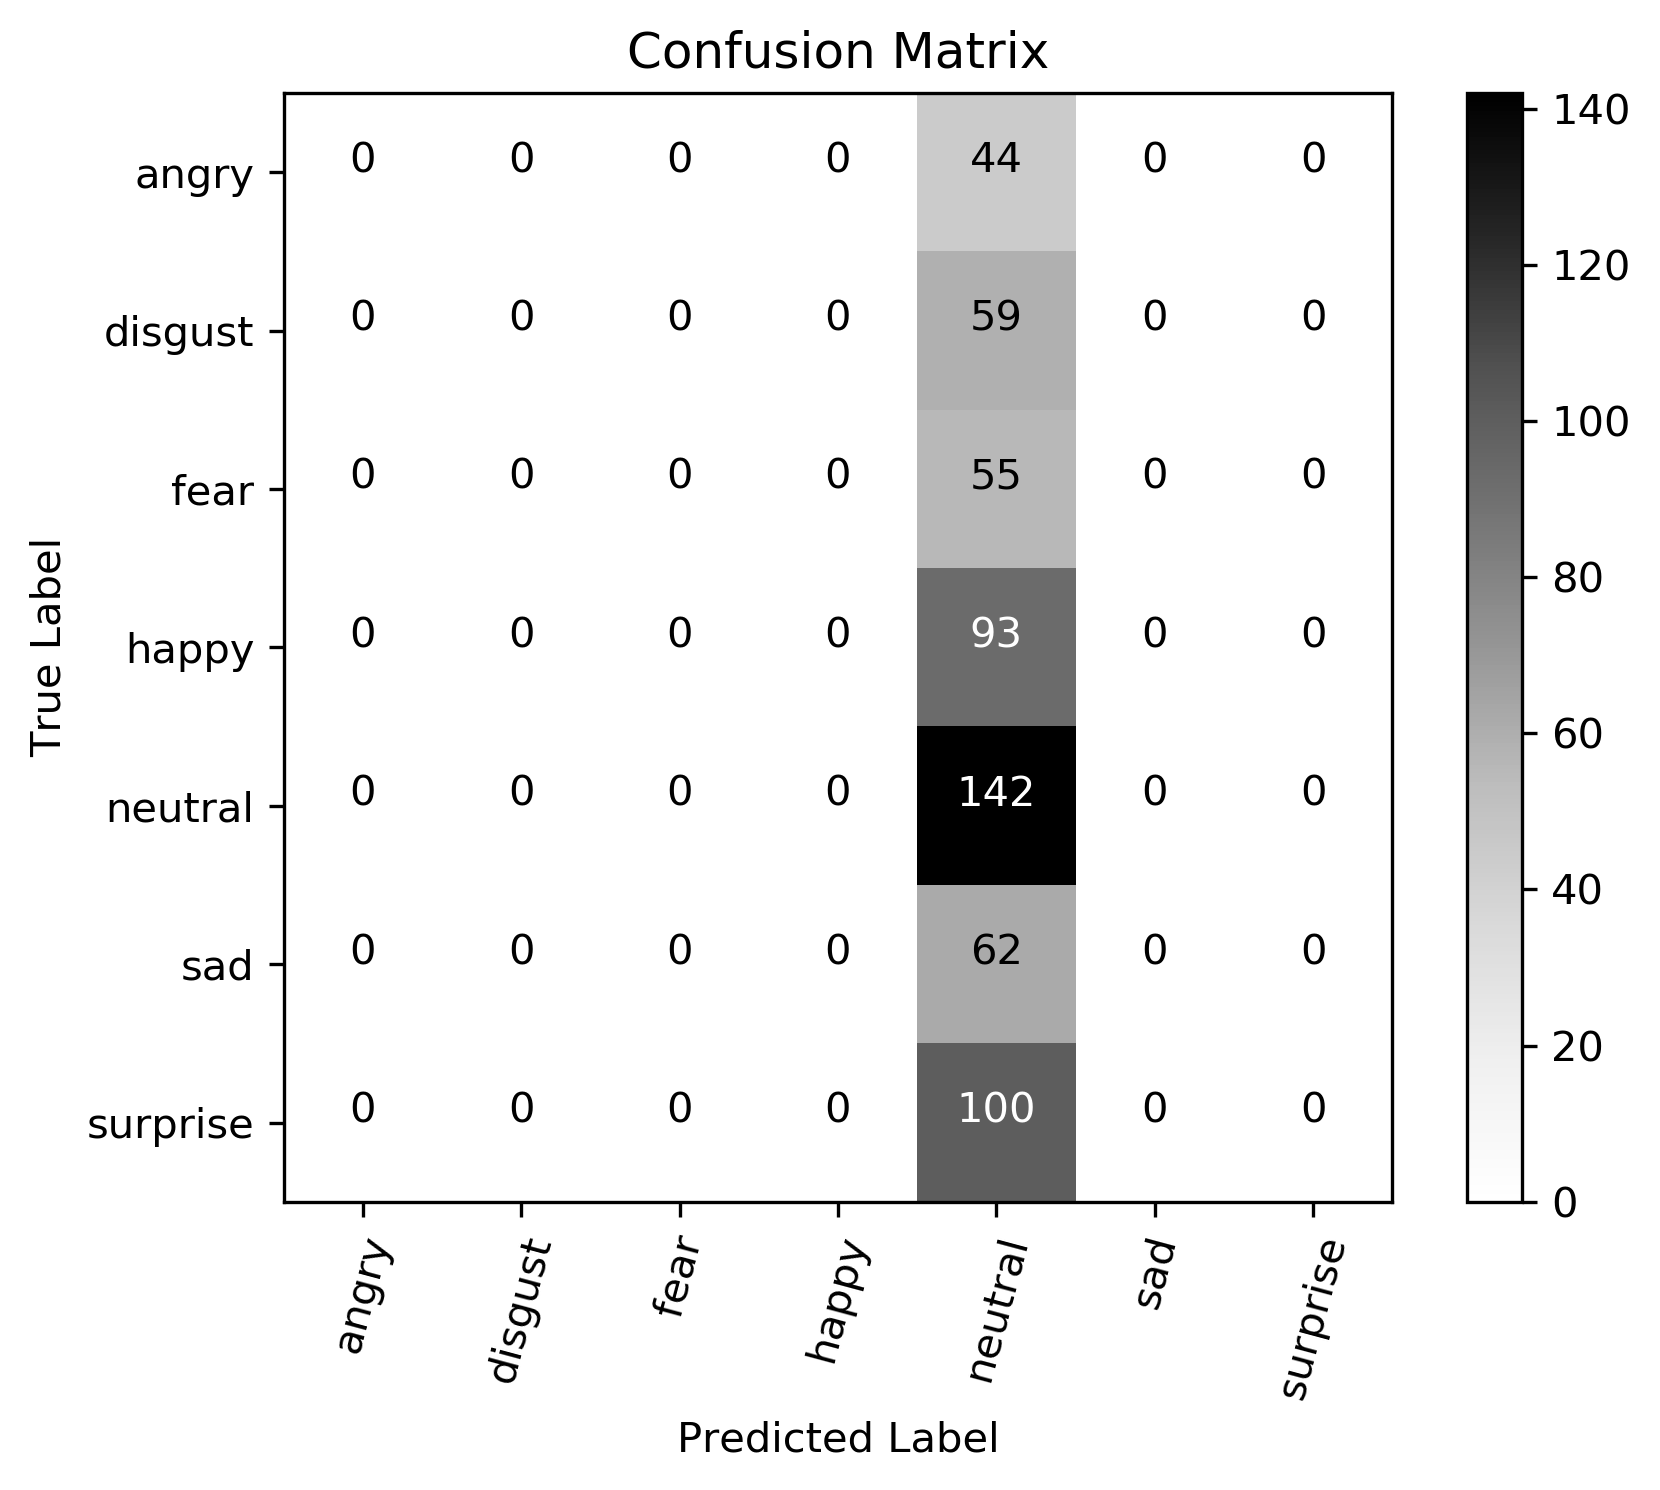 Confusion Matrix
angry 0 0 0 0 44 0 0
disgust 0 0 0 0 59 0 0
fear 0 0 0 0 55 0 0
happy 0 0 0 0 93 0 0
neutral 0 0 0 0 142 0 0
sad 0 0 0 0 62 0 0
surprise 0 0 0 0 100 0 0
True Label
angry disgust fear happy neutral sad surprise
Predicted Label
140
120
100
80
60
40
20
0